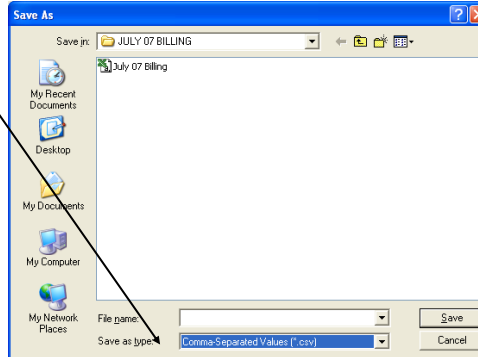 Save As
Save in: JULY 07 BILLING
July 07 Billing
My Recent
Documents
Desktop
My Documents
My Computer
My Network
Places
File name:
Save
Save as type: Comma-Separated Values (*.csv)
Cancel